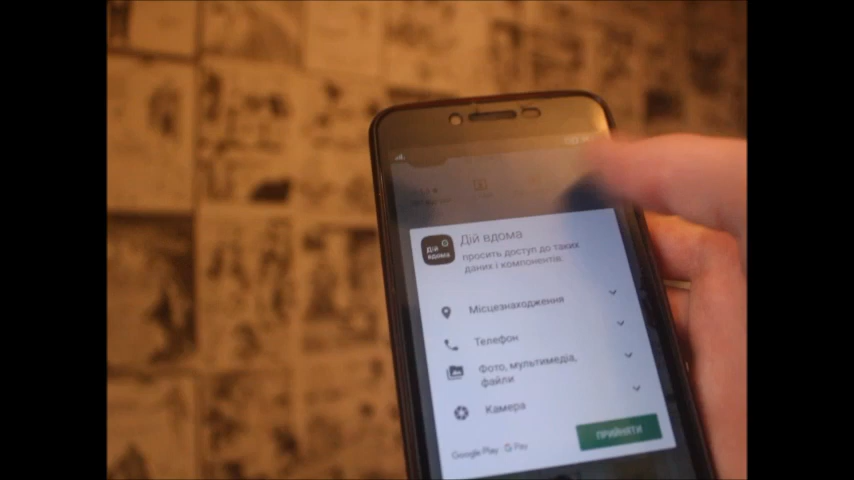 Дій вдома
Дій
вдома
просить доступ до таких
даних і компонентів:
Місцезнаходження
Телефон
Фото, мультимедіа,
файли
Камера
Google Play
G Pay
ПРИЙНЯТИ